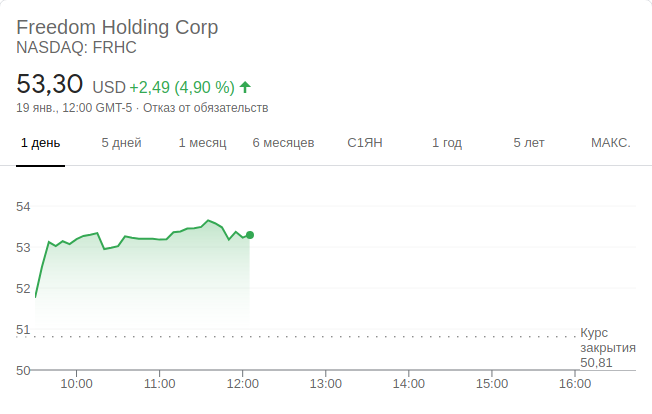 Freedom Holding Corp
NASDAQ: FRHC
53,30 USD +2,49 (4,90 %)
19 янв., 12:00 GMT-5 · Отказ от обязательств
1 день 5 дней 1 месяц 6 месяцев С1ЯН 1 год 5 лет МАКС.
54
53
52
51
Курс
закрытия
50,81
50
10:00 11:00 12:00 13:00 14:00 15:00 16:00